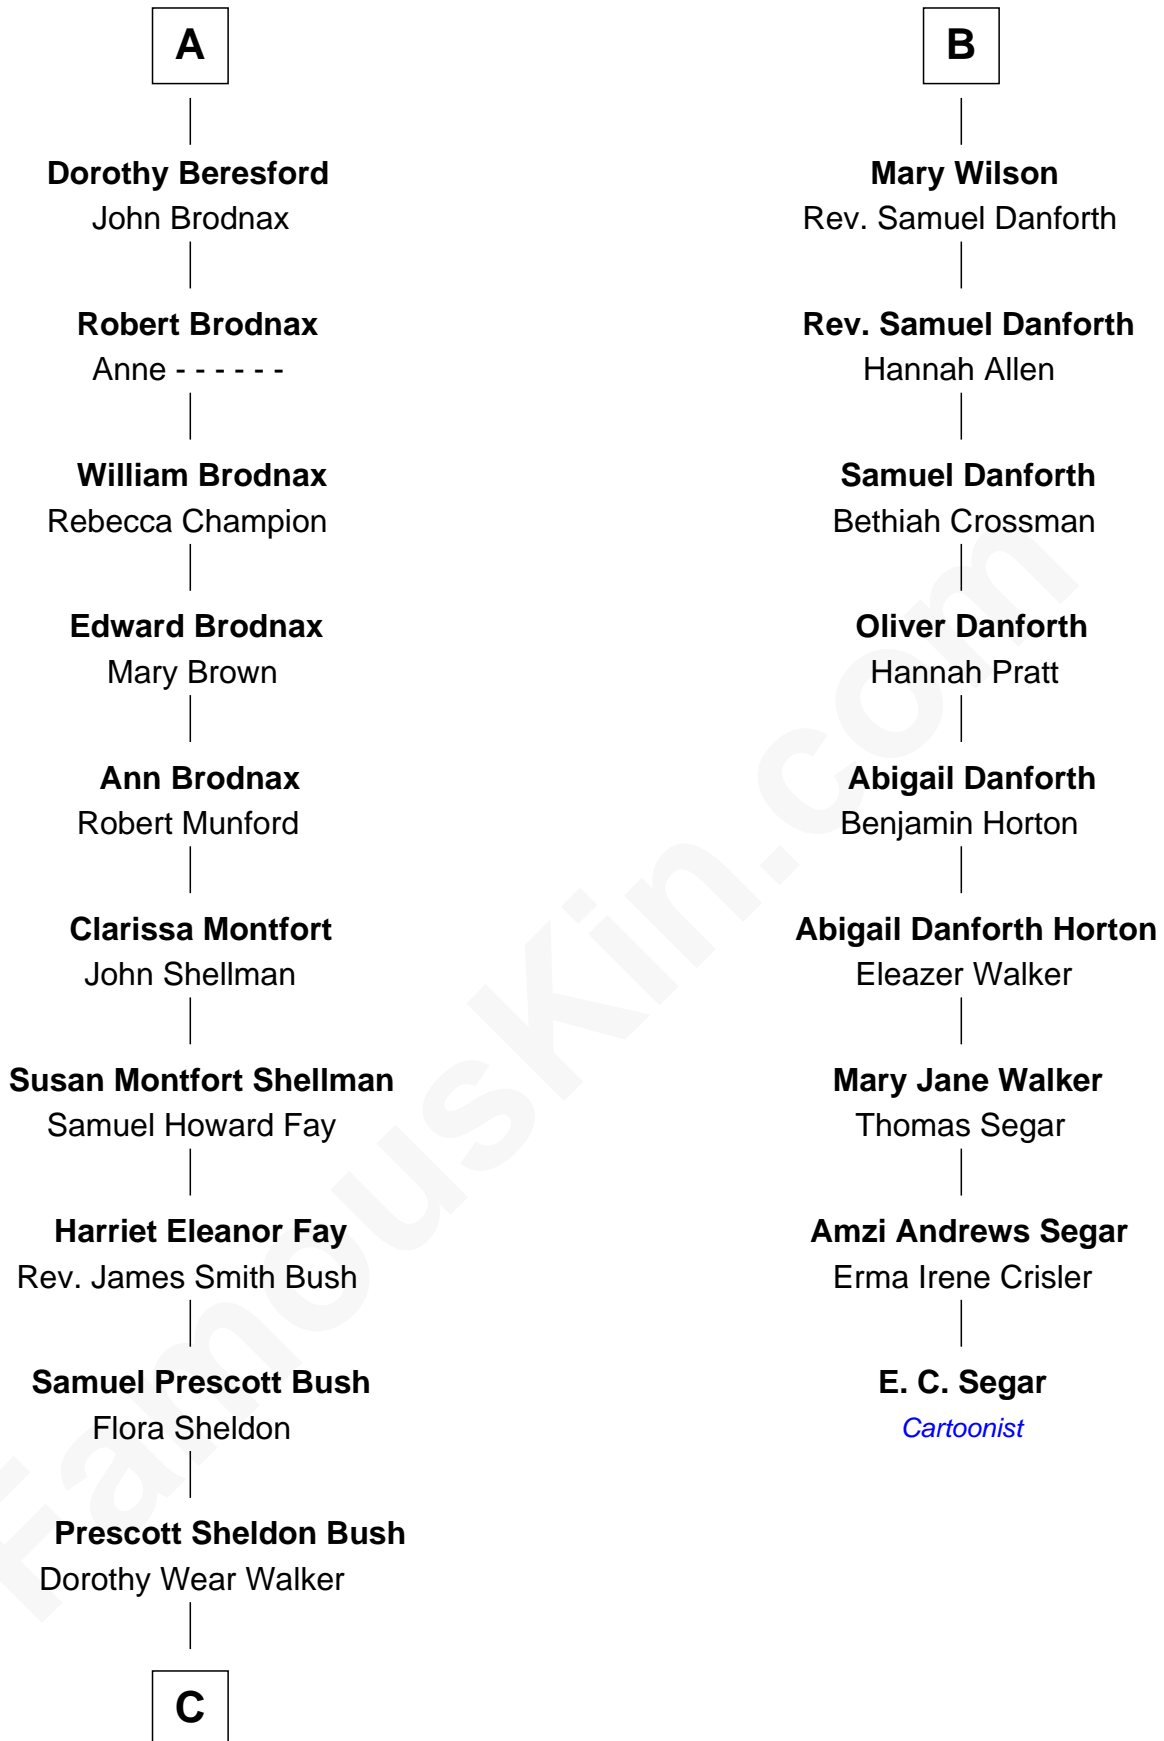 A
Dorothy Beresford
John Brodnax
Robert Brodnax
Anne - - - - - -
William Brodnax
Rebecca Champion
Edward Brodnax
Mary Brown
Ann Brodnax
Robert Munford
Clarissa Montfort
John Shellman
Susan Montfort Shellman
Samuel Howard Fay
Harriet Eleanor Fay
Rev. James Smith Bush
Samuel Prescott Bush
Flora Sheldon
Prescott Sheldon Bush
Dorothy Wear Walker
C
B
Mary Wilson
Rev. Samuel Danforth
Rev. Samuel Danforth
Hannah Allen
Samuel Danforth
Bethiah Crossman
Oliver Danforth
Hannah Pratt
Abigail Danforth
Benjamin Horton
Abigail Danforth Horton
Eleazer Walker
Mary Jane Walker
Thomas Segar
Amzi Andrews Segar
Erma Irene Crisler
E. C. Segar
Cartoonist
FamousKin.com